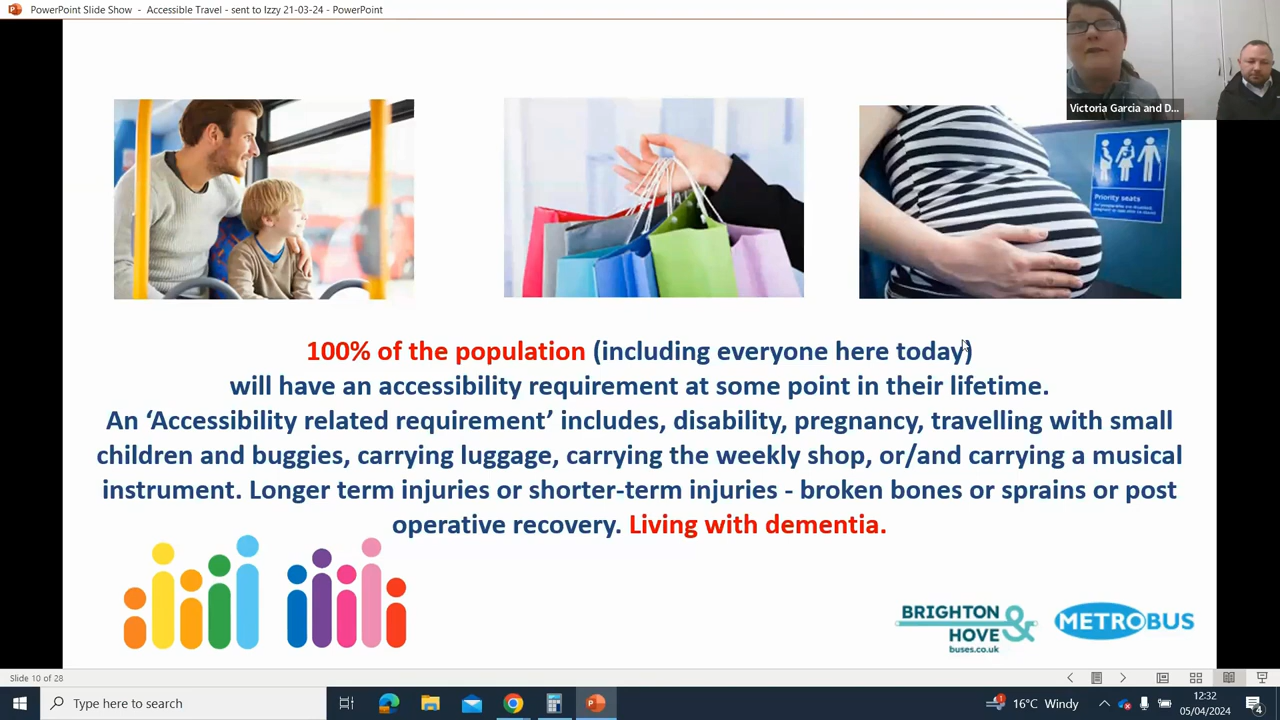 PowerPoint Slide Show - Accessible Travel - sent to Izzy 21-03-24 - PowerPoint
Victoria Garcia and D...
Priority seats
100% of the population (including everyone here today)
will have an accessibility requirement at some point in their lifetime.
An ‘Accessibility related requirement’ includes, disability, pregnancy, travelling with small
children and buggies, carrying luggage, carrying the weekly shop, or/and carrying a musical
instrument. Longer term injuries or shorter-term injuries - broken bones or sprains or post
operative recovery. Living with dementia.
BRIGHTON &
HOVE
buses.co.uk
METROBUS
Slide 10 of 28
Type here to search
1
16°C Windy
12:32
05/04/2024
4